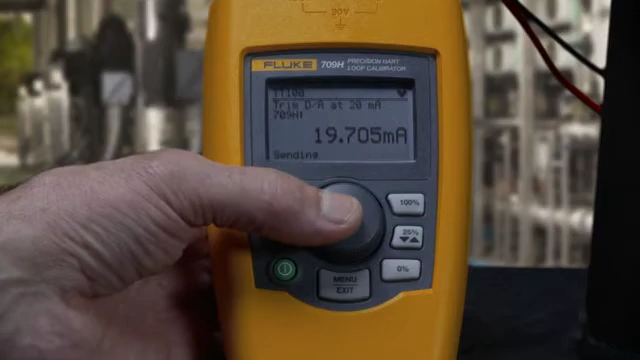 FLUKE 709H PRECISION HART
LOOP CALIBRATOR
TT100
Trim D/A at 20 mA
709H:
19.705mA
Sending
100%
25%
0%
MENU
EXIT